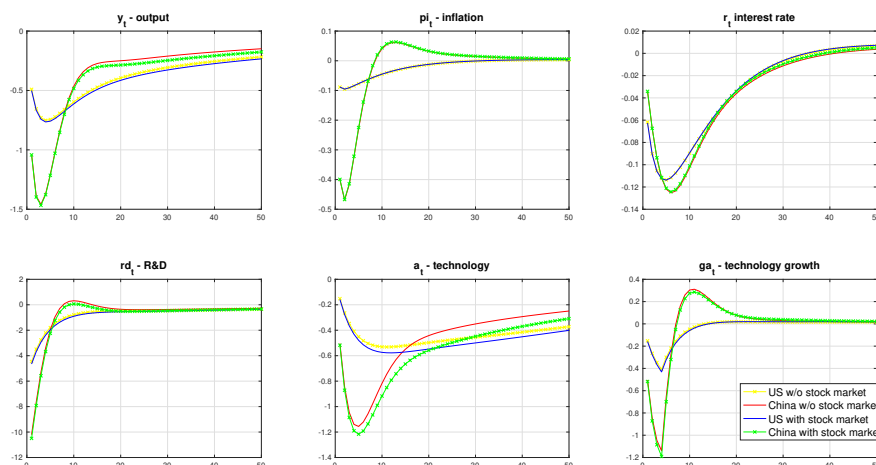 y_t - output
pi_t - inflation
r_t interest rate
0
-0.5
-1
-1.5
0 10 20 30 40 50
0.1
0
-0.1
-0.2
-0.3
-0.4
-0.5
0 10 20 30 40 50
0.02
0
-0.02
-0.04
-0.06
-0.08
-0.1
-0.12
-0.14
0 10 20 30 40 50
rd_t - R&D
a_t - technology
ga_t - technology growth
2
0
-2
-4
-6
-8
-10
-12
0 10 20 30 40 50
0
-0.2
-0.4
-0.6
-0.8
-1
-1.2
-1.4
0 10 20 30 40 50
0.4
0.2
0
-0.2
-0.4
-0.6
-0.8
-1
-1.2
0 10 20 30 40 50
US w/o stock market
China w/o stock market
US with stock market
China with stock market